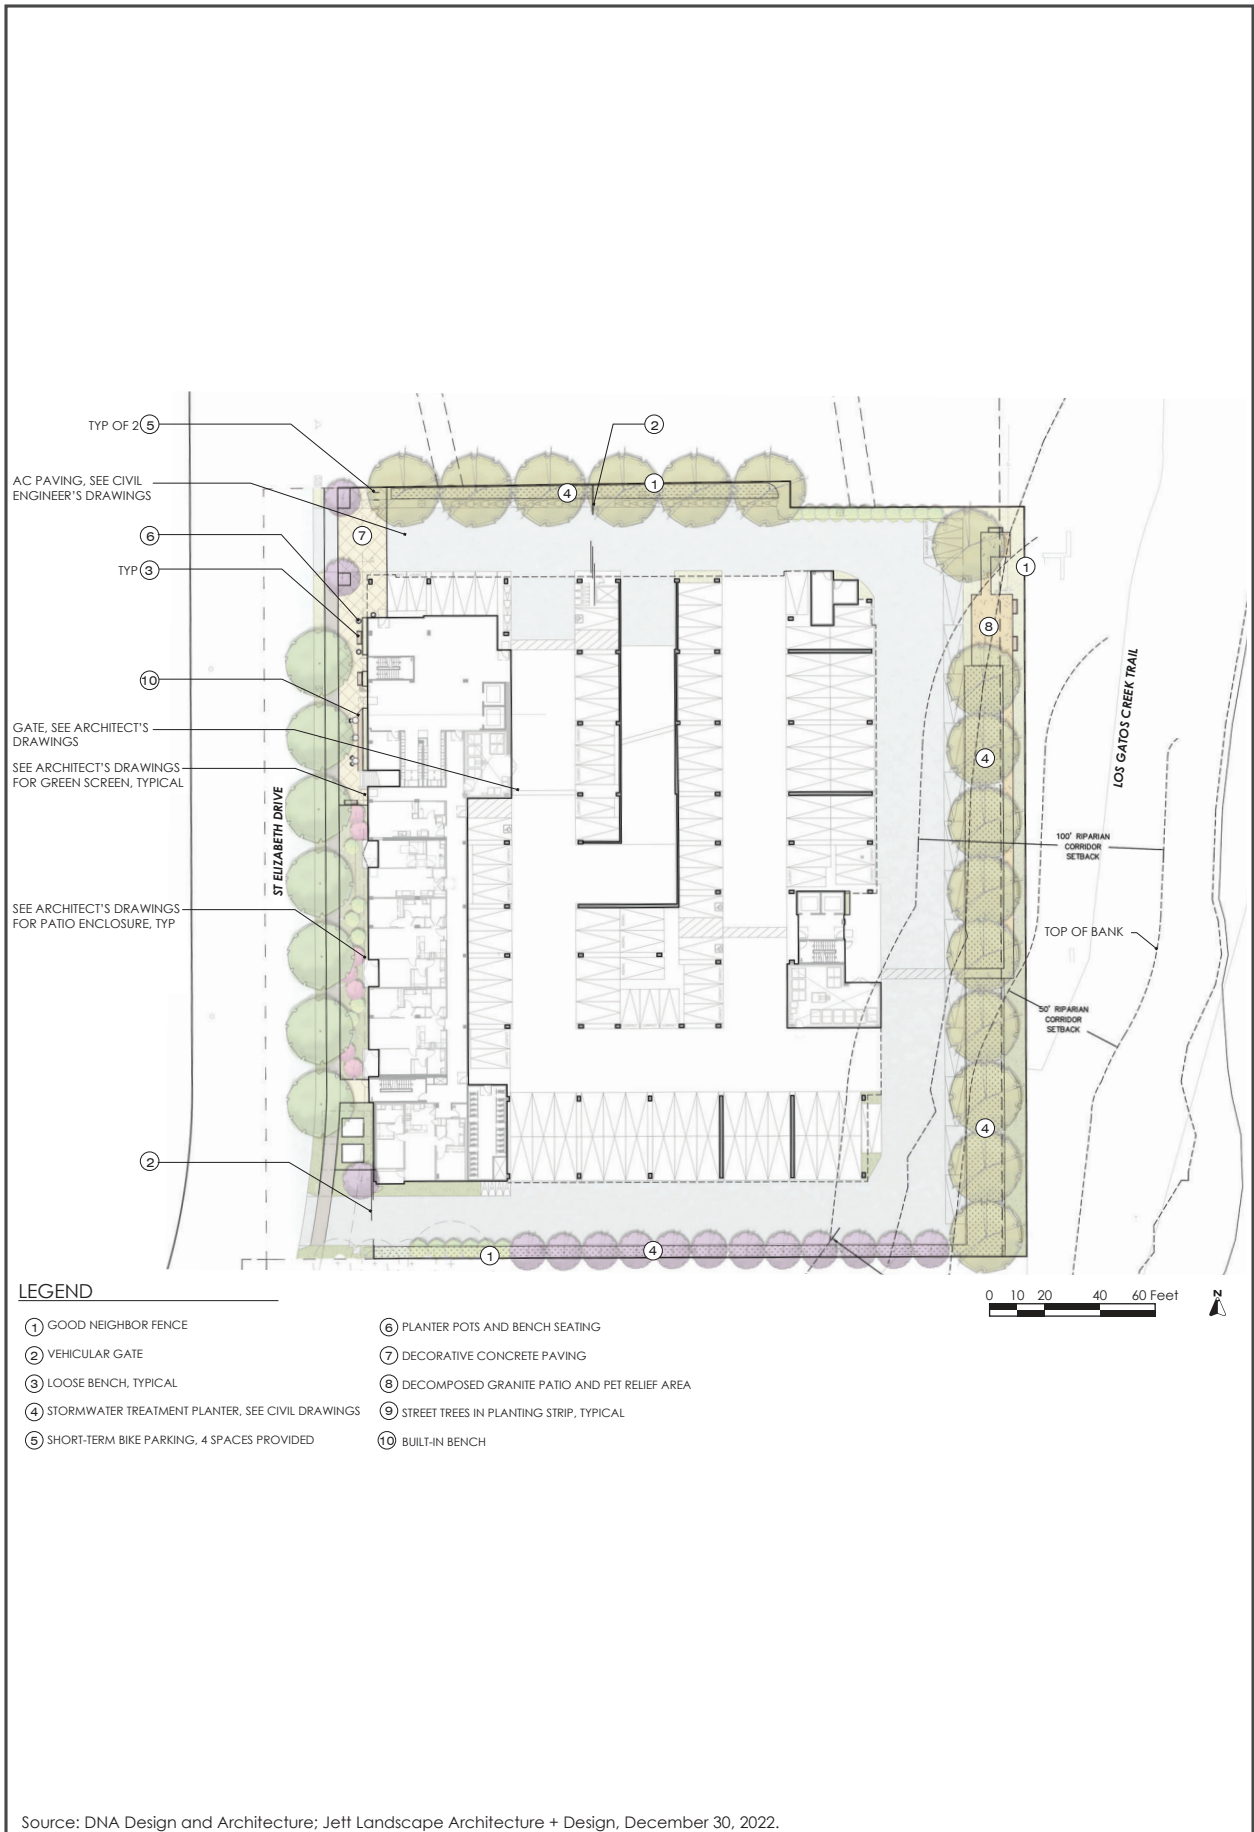 TYP OF 2 5
2
AC PAVING, SEE CIVIL
ENGINEER'S DRAWINGS
1
4
7
6
TYP 3
1
8
10
LOS GATOS CREEK TRAIL
GATE, SEE ARCHITECT'S
DRAWINGS
4
SEE ARCHITECT'S DRAWINGS
FOR GREEN SCREEN, TYPICAL
ST ELIZABETH DRIVE
100' RIPARIAN
CORRIDOR
SETBACK
SEE ARCHITECT'S DRAWINGS
FOR PATIO ENCLOSURE, TYP
TOP OF BANK
50' RIPARIAN
CORRIDOR
SETBACK
4
2
4
1
LEGEND
0 10 20 40 60 Feet
N
1 GOOD NEIGHBOR FENCE
2 VEHICULAR GATE
3 LOOSE BENCH, TYPICAL
4 STORMWATER TREATMENT PLANTER, SEE CIVIL DRAWINGS
5 SHORT-TERM BIKE PARKING, 4 SPACES PROVIDED
6 PLANTER POTS AND BENCH SEATING
7 DECORATIVE CONCRETE PAVING
8 DECOMPOSED GRANITE PATIO AND PET RELIEF AREA
9 STREET TREES IN PLANTING STRIP, TYPICAL
10 BUILT-IN BENCH
Source: DNA Design and Architecture; Jett Landscape Architecture + Design, December 30, 2022.